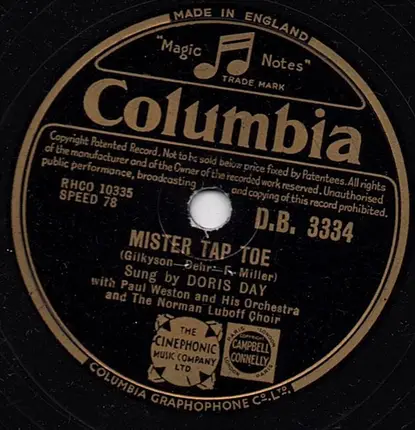 MADE IN ENGLAND
"Magic Notes"
TRADE MARK
Columbia
Copyright Patented Record. Not to be sold below price fixed by Patentees. All rights
of the manufacturer and of the Owner of the recorded work reserved. Unauthorised
public performance, broadcasting and copying of this record prohibited.
RHCO 10335
SPEED 78
D.B. 3334
MISTER TAP TOE
(Gilkyson - Dehr - F. Miller)
Sung by DORIS DAY
with Paul Weston and His Orchestra
and The Norman Luboff Choir
THE
CINEPHONIC
MUSIC COMPANY
LTD
CAMPBELL
CONNELLY
COLUMBIA GRAPHOPHONE Co. LTD.